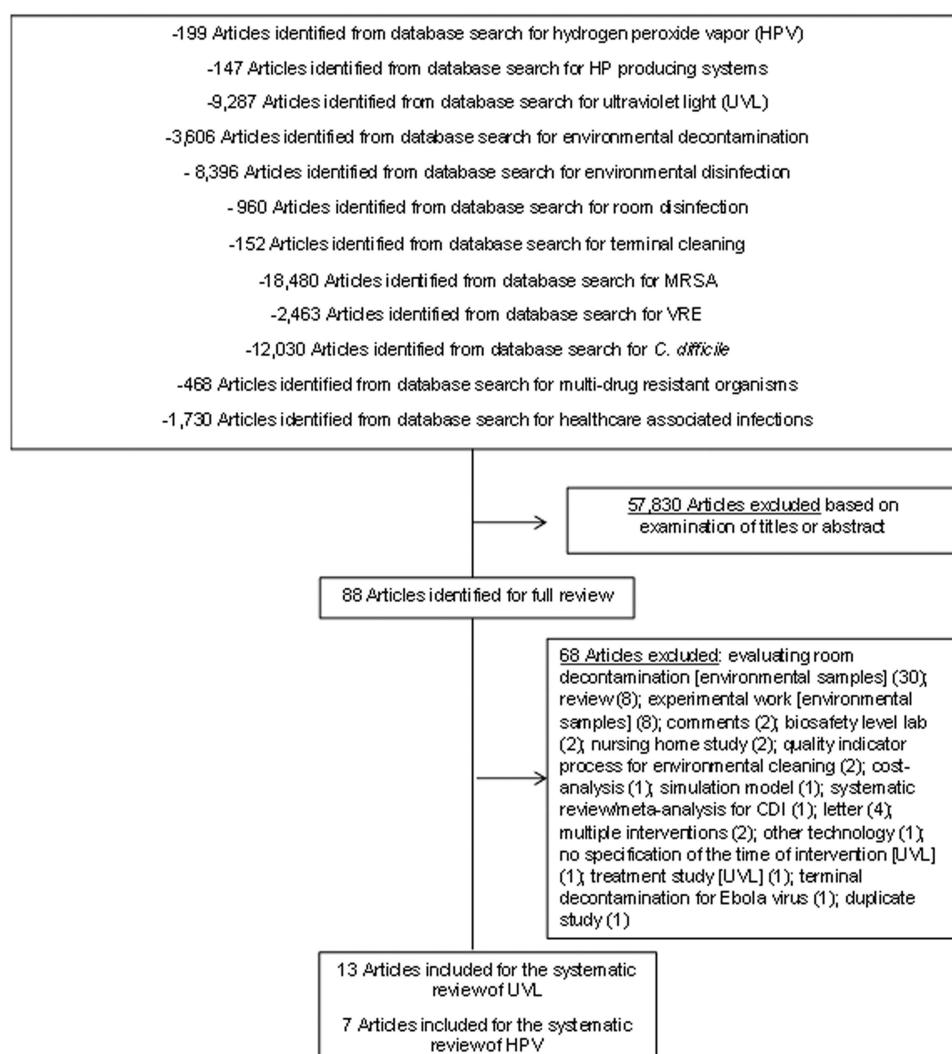 -199 Articles identified from database search for hydrogen peroxide vapor (HPV)
-147 Articles identified from database search for HP producing systems
-9,287 Articles identified from database search for ultraviolet light (UVL)
-3,606 Articles identified from database search for environmental decontamination
- 8,396 Articles identified from database search for environmental disinfection
- 960 Articles identified from database search for room disinfection
-152 Articles identified from database search for terminal cleaning
-18,480 Articles identified from database search for MRSA
-2,463 Articles identified from database search for VRE
-12,030 Articles identified from database search for C. difficile
-468 Articles identified from database search for multi-drug resistant organisms
-1,730 Articles identified from database search for healthcare associated infections
57,830 Articles excluded based on
examination of titles or abstract
88 Articles identified for full review
68 Articles excluded: evaluating room
decontamination [environmental samples] (30);
review (8); experimental work [environmental
samples] (8); comments (2); biosafety level lab
(2); nursing home study (2); quality indicator
process for environmental cleaning (2); cost-
analysis (1); simulation model (1); systematic
review/meta-analysis for CDI (1); letter (4);
multiple interventions (2); other technology (1);
no specification of the time of intervention [UVL]
(1); treatment study [UVL] (1); terminal
decontamination for Ebola virus (1); duplicate
study (1)
13 Articles included for the systematic
review of UVL
7 Articles included for the systematic
review of HPV